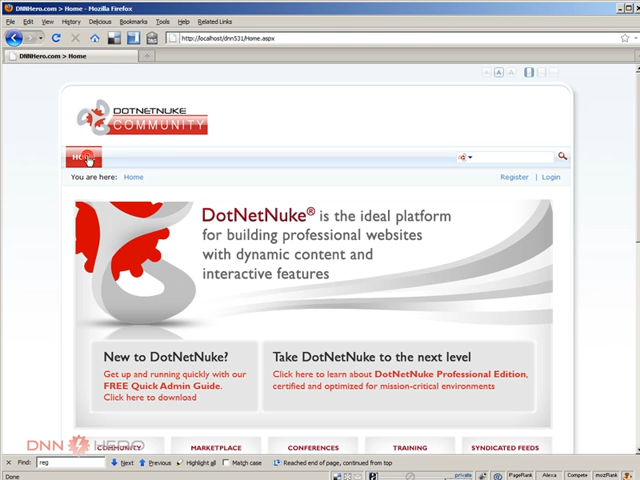 DNNHero.com > Home - Mozilla Firefox
File Edit View History Delicious Bookmarks Tools Help Related Links
http://localhost/dnn531/Home.aspx
DNNHero.com > Home
A
DOTNETNUKE
COMMUNITY
You are here: Home
Register | Login
DotNetNuke® is the ideal platform
for building professional websites
with dynamic content and
interactive features
New to DotNetNuke?
Get up and running quickly with our
FREE Quick Admin Guide.
Click here to download
Take DotNetNuke to the next level
Click here to learn about DotNetNuke Professional Edition,
certified and optimized for mission-critical environments
DNN HERO
COMMUNITY MARKETPLACE CONFERENCES TRAINING SYNDICATED FEEDS
Find: reg Next Previous Highlight all Match case Reached end of page, continued from top
Done private PageRank Alexa Compete mozRank